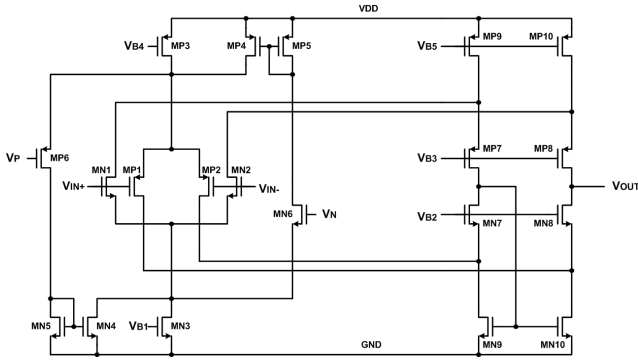 VDD
VB4
MP3
MP4
MP5
VB5
MP9
MP10
VP
MP6
MN1
MP1
MP2
MN2
VB3
MP7
MP8
VIN+
VIN-
VOUT
MN6
VN
VB2
MN7
MN8
MN5
MN4
VB1
MN3
MN9
MN10
GND